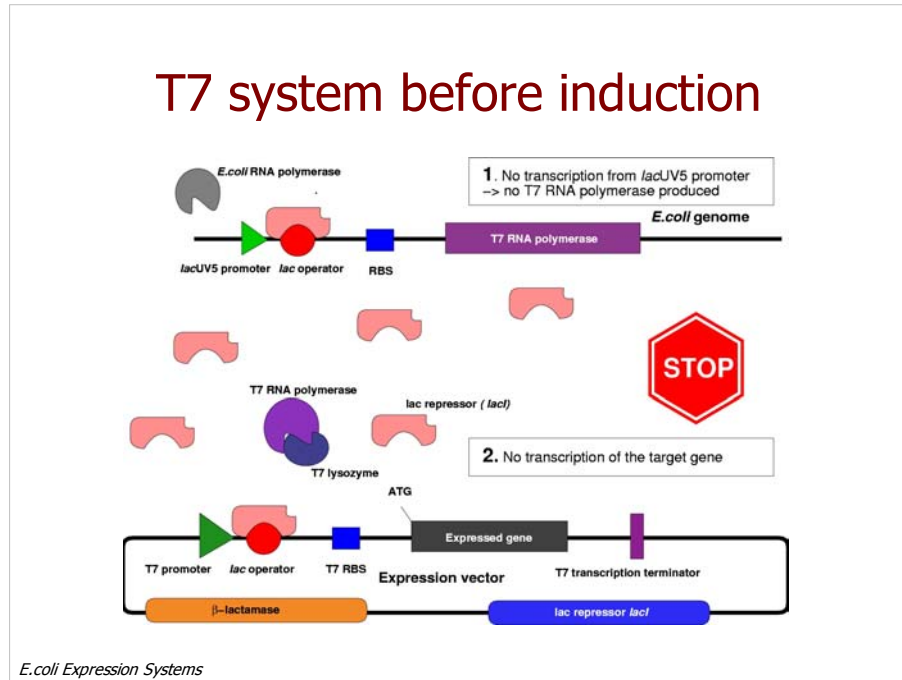 T7 system before induction
E.coli RNA polymerase
1. No transcription from lacUV5 promoter
–> no T7 RNA polymerase produced
E.coli genome
T7 RNA polymerase
lacUV5 promoter
lac operator
RBS
STOP
T7 RNA polymerase
lac repressor ( lacI)
T7 lysozyme
2. No transcription of the target gene
ATG
Expressed gene
T7 promoter
lac operator
T7 RBS
Expression vector
T7 transcription terminator
β–lactamase
lac repressor lacI
E.coli Expression Systems